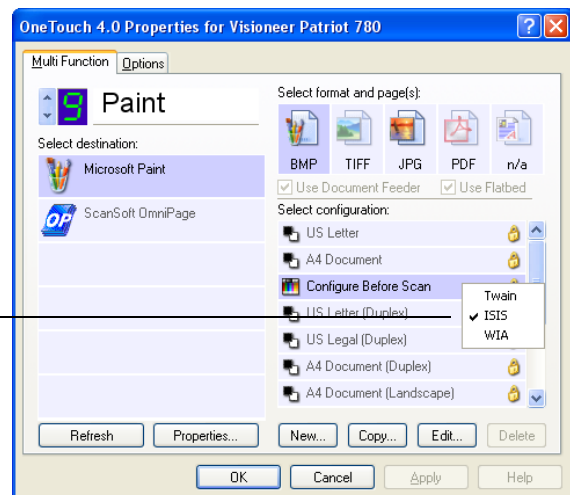 OneTouch 4.0 Properties for Visioneer Patriot 780
Multi Function
Options
9
Paint
Select destination:
Microsoft Paint
OP
ScanSoft OmniPage
Refresh
Properties...
Select format and page(s):
BMP TIFF JPG PDF n/a
Use Document Feeder
Use Flatbed
Select configuration:
US Letter
A4 Document
Configure Before Scan
US Letter (Duplex)
US Legal (Duplex)
A4 Document (Duplex)
A4 Document (Landscape)
Twain
ISIS
WIA
New... Copy... Edit... Delete
OK Cancel Apply Help